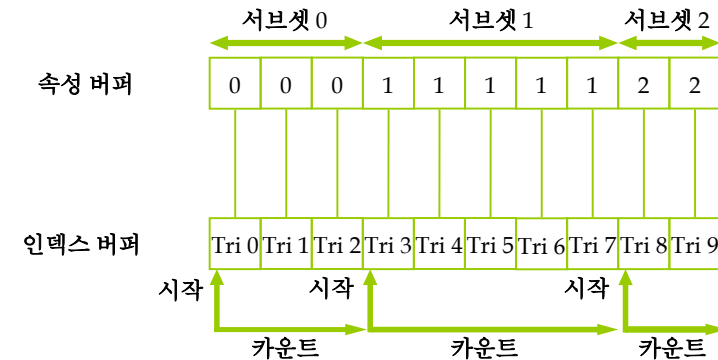 서브셋 0 서브셋 1 서브셋 2
속성 버퍼 0 0 0 1 1 1 1 1 2 2
인덱스 버퍼 Tri 0 Tri 1 Tri 2 Tri 3 Tri 4 Tri 5 Tri 6 Tri 7 Tri 8 Tri 9
시작 시작 시작
카운트 카운트 카운트